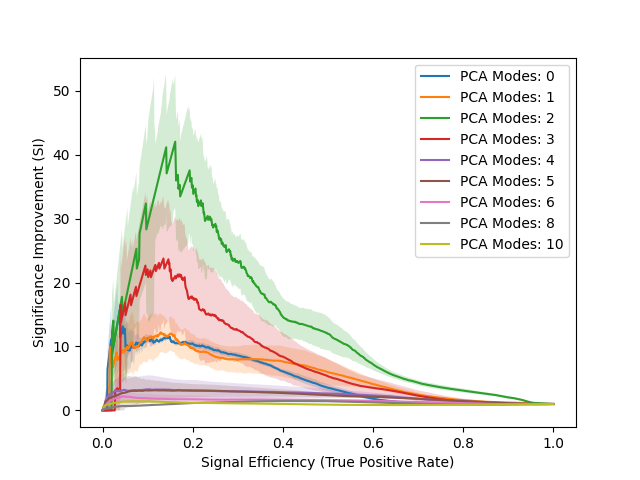 PCA Modes: 0
PCA Modes: 1
PCA Modes: 2
PCA Modes: 3
PCA Modes: 4
PCA Modes: 5
PCA Modes: 6
PCA Modes: 8
PCA Modes: 10
Significance Improvement (SI)
50
40
30
20
10
0
0.0 0.2 0.4 0.6 0.8 1.0
Signal Efficiency (True Positive Rate)